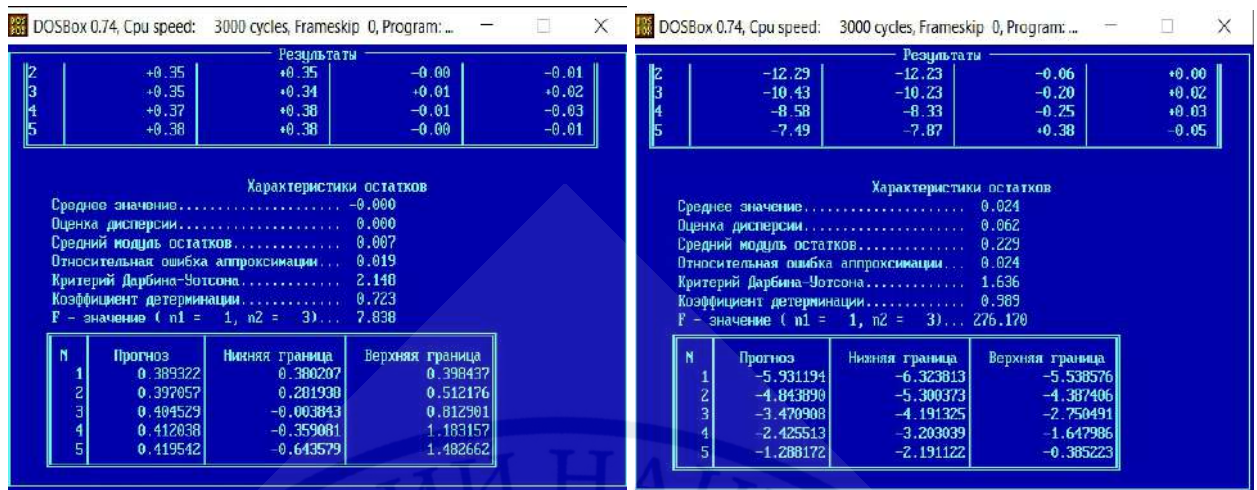 DOSBox 0.74, Cpu speed: 3000 cycles, Frameskip 0, Program: ...
Результаты
2 +0.35 +0.35 -0.00 -0.01
3 +0.35 +0.34 +0.01 +0.02
4 +0.37 +0.38 -0.01 -0.03
5 +0.38 +0.38 -0.00 -0.01
Характеристики остатков
Среднее значение..................... -0.000
Оценка дисперсии..................... 0.000
Средний модуль остатков.............. 0.007
Относительная ошибка аппроксимации... 0.019
Критерий Дарбина-Уотсона............. 2.148
Коэффициент детерминации............. 0.723
F - значение ( n1 = 1, n2 = 3)... 7.838
N Прогноз Нижняя граница Верхняя граница
1 0.389322 0.380207 0.398437
2 0.397057 0.281938 0.512176
3 0.404529 -0.003843 0.812901
4 0.412038 -0.359081 1.183157
5 0.419542 -0.643579 1.482662
DOSBox 0.74, Cpu speed: 3000 cycles, Frameskip 0, Program: ...
Результаты
2 -12.29 -12.23 -0.06 +0.00
3 -10.43 -10.23 -0.20 +0.02
4 -8.58 -8.33 -0.25 +0.03
5 -7.49 -7.87 +0.38 -0.05
Характеристики остатков
Среднее значение..................... 0.024
Оценка дисперсии..................... 0.062
Средний модуль остатков.............. 0.229
Относительная ошибка аппроксимации... 0.024
Критерий Дарбина-Уотсона............. 1.636
Коэффициент детерминации............. 0.989
F - значение ( n1 = 1, n2 = 3)... 276.170
N Прогноз Нижняя граница Верхняя граница
1 -5.931194 -6.323813 -5.538576
2 -4.843890 -5.300373 -4.387406
3 -3.470908 -4.191325 -2.750491
4 -2.425513 -3.203039 -1.647986
5 -1.288172 -2.191122 -0.385223